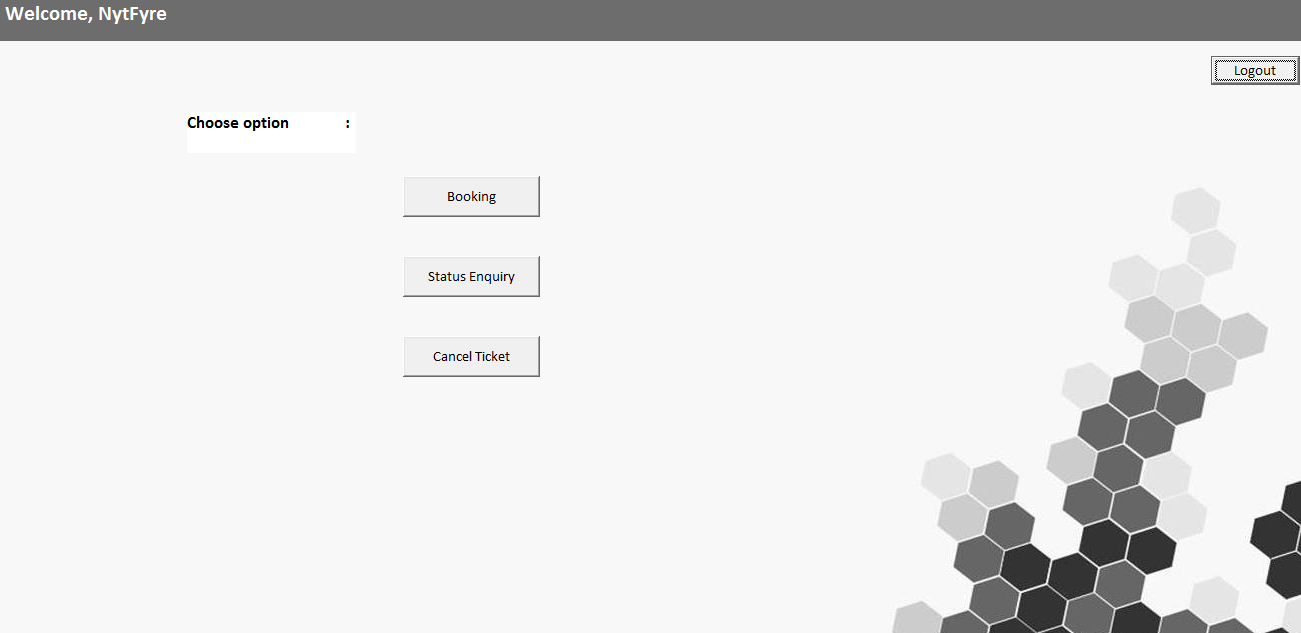 Welcome, NytFyre
Logout
Choose option :
Booking
Status Enquiry
Cancel Ticket